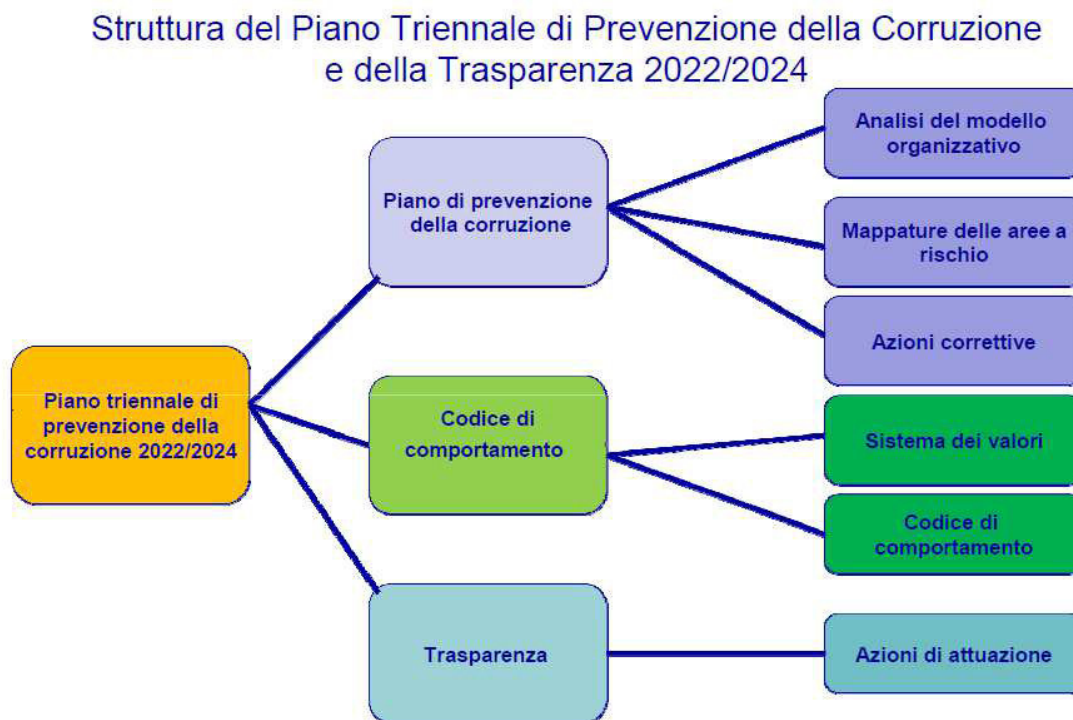 Struttura del Piano Triennale di Prevenzione della Corruzione
e della Trasparenza 2022/2024
Piano triennale di
prevenzione della
corruzione 2022/2024
Piano di prevenzione
della corruzione
Analisi del modello
organizzativo
Mappature delle aree a
rischio
Azioni correttive
Codice di
comportamento
Sistema dei valori
Codice di
comportamento
Trasparenza
Azioni di attuazione